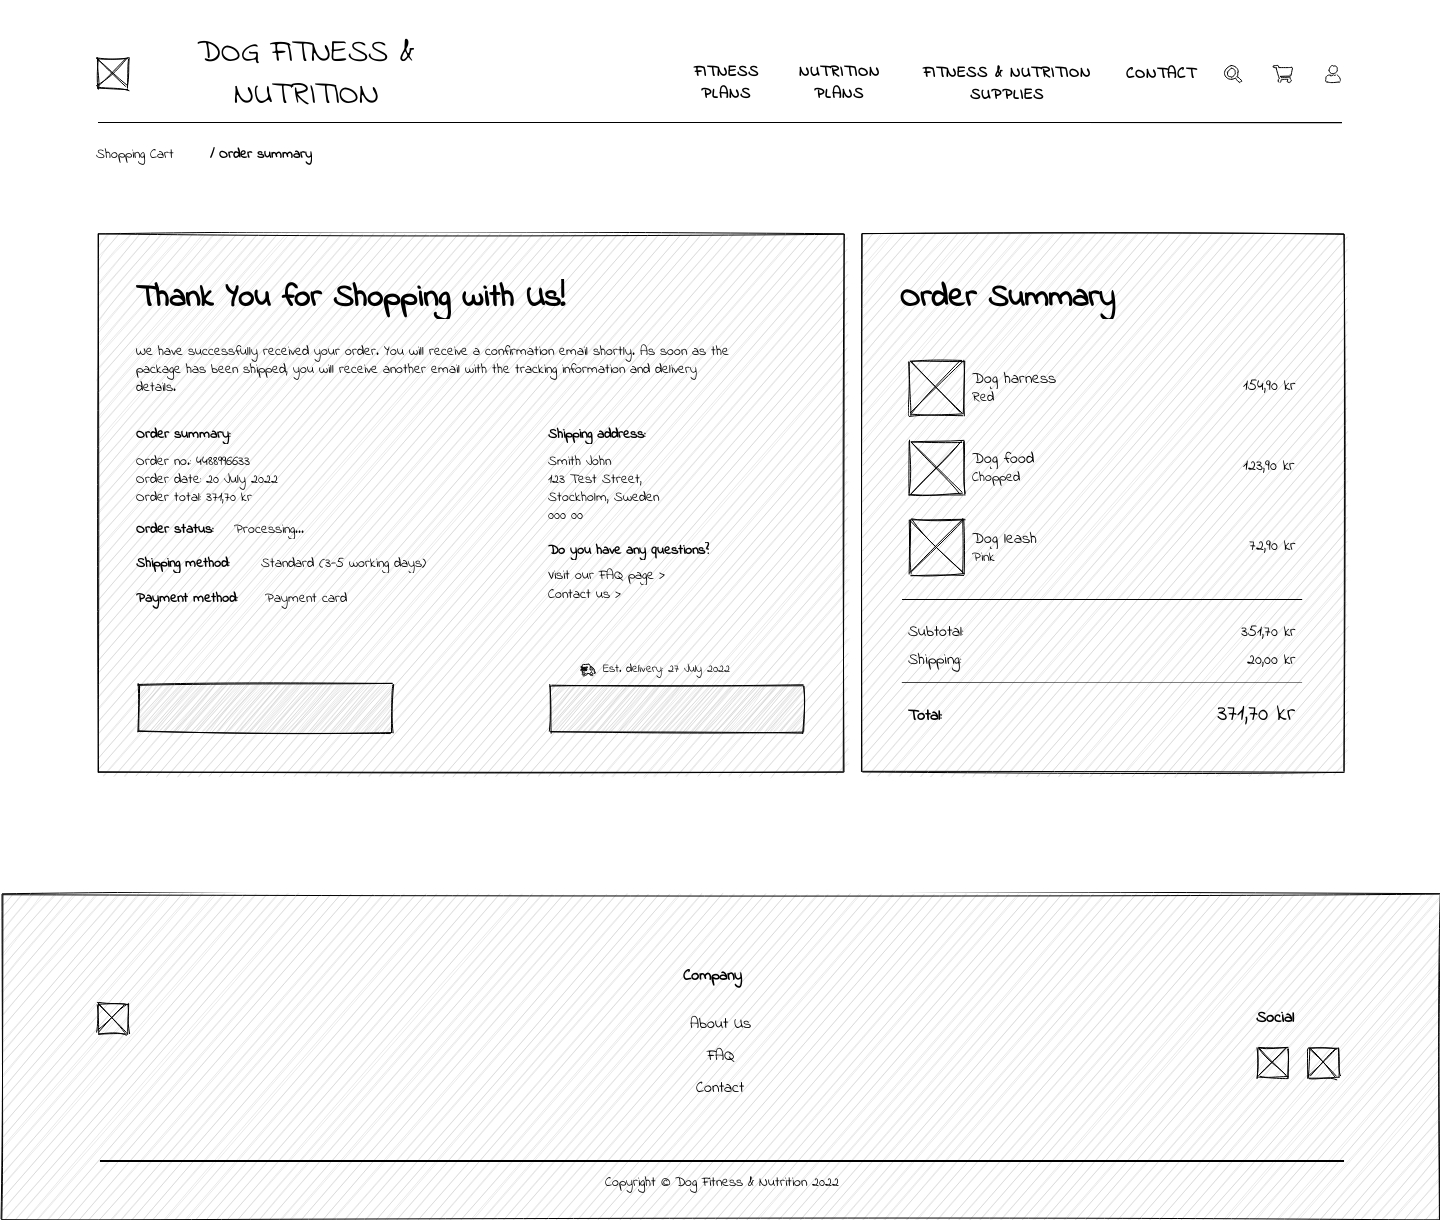 DOG FITNESS &
NUTRITION
FITNESS
PLANS
NUTRITION
PLANS
FITNESS & NUTRITION
SUPPLIES
CONTACT
Shopping Cart / Order summary
Thank You for Shopping with Us!
We have successfully received your order. You will receive a confirmation email shortly. As soon as the
package has been shipped, you will receive another email with the tracking information and delivery
details.
Order summary:
Order no.: 4488996633
Order date: 20 July 2022
Order total: 371,70 kr
Order status: Processing...
Shipping method: Standard (3-5 working days)
Payment method: Payment card
Shipping address:
Smith John
123 Test Street,
Stockholm, Sweden
000 00
Do you have any questions?
Visit our FAQ page >
Contact us >
Est. delivery: 27 July 2022
Order Summary
Dog harness
Red
154,90 kr
Dog food
Chopped
123,90 kr
Dog leash
Pink
72,90 kr
Subtotal: 351,70 kr
Shipping: 20,00 kr
Total: 371,70 kr
Company
About Us
FAQ
Contact
Social
Copyright © Dog Fitness & Nutrition 2022